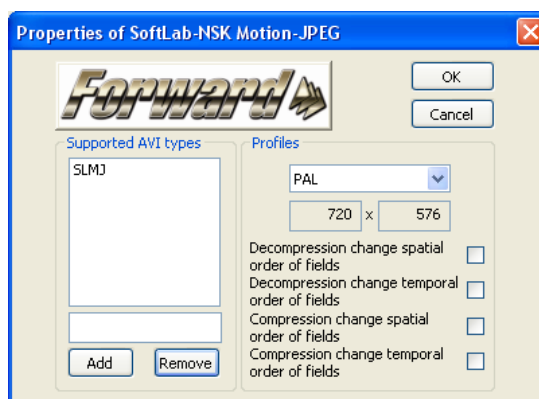 Properties of SoftLab-NSK Motion-JPEG
Forward
OK
Cancel
Supported AVI types
SLMJ
Add
Remove
Profiles
PAL
720 x 576
Decompression change spatial
order of fields
Decompression change temporal
order of fields
Compression change spatial
order of fields
Compression change temporal
order of fields